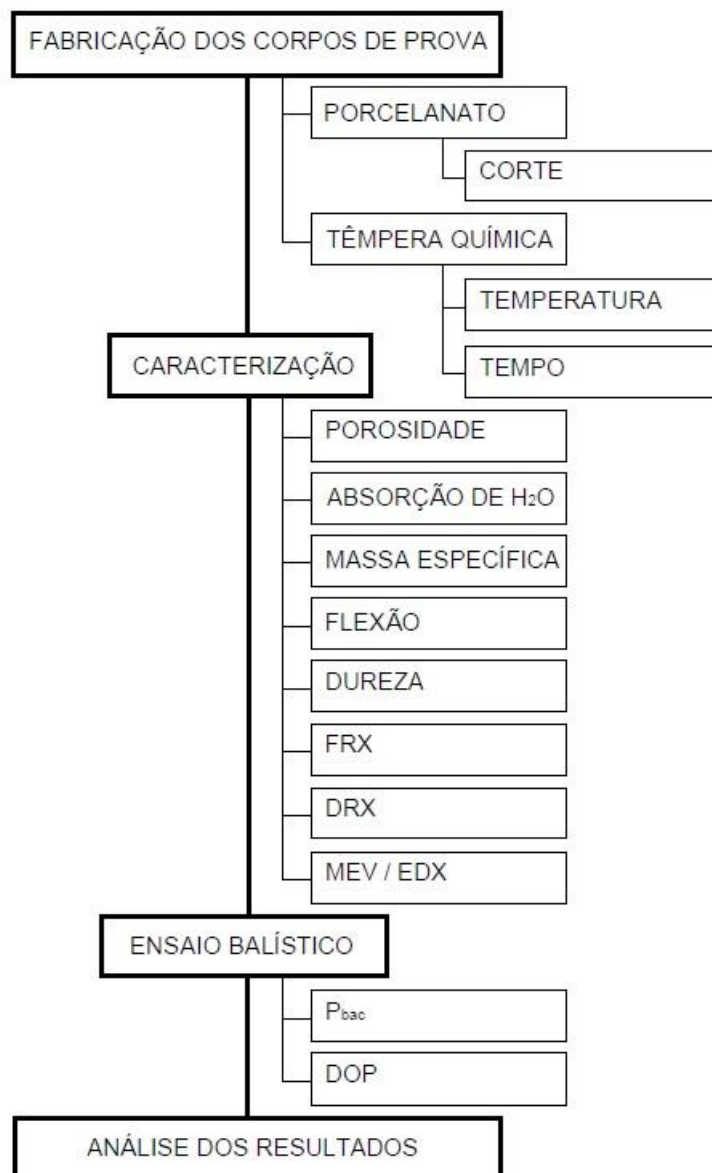 FABRICAÇÃO DOS CORPOS DE PROVA
PORCELANATO
CORTE
TÊMPERA QUÍMICA
TEMPERATURA
TEMPO
CARACTERIZAÇÃO
POROSIDADE
ABSORÇÃO DE H₂O
MASSA ESPECÍFICA
FLEXÃO
DUREZA
FRX
DRX
MEV / EDX
ENSAIO BALÍSTICO
Pbac
DOP
ANÁLISE DOS RESULTADOS